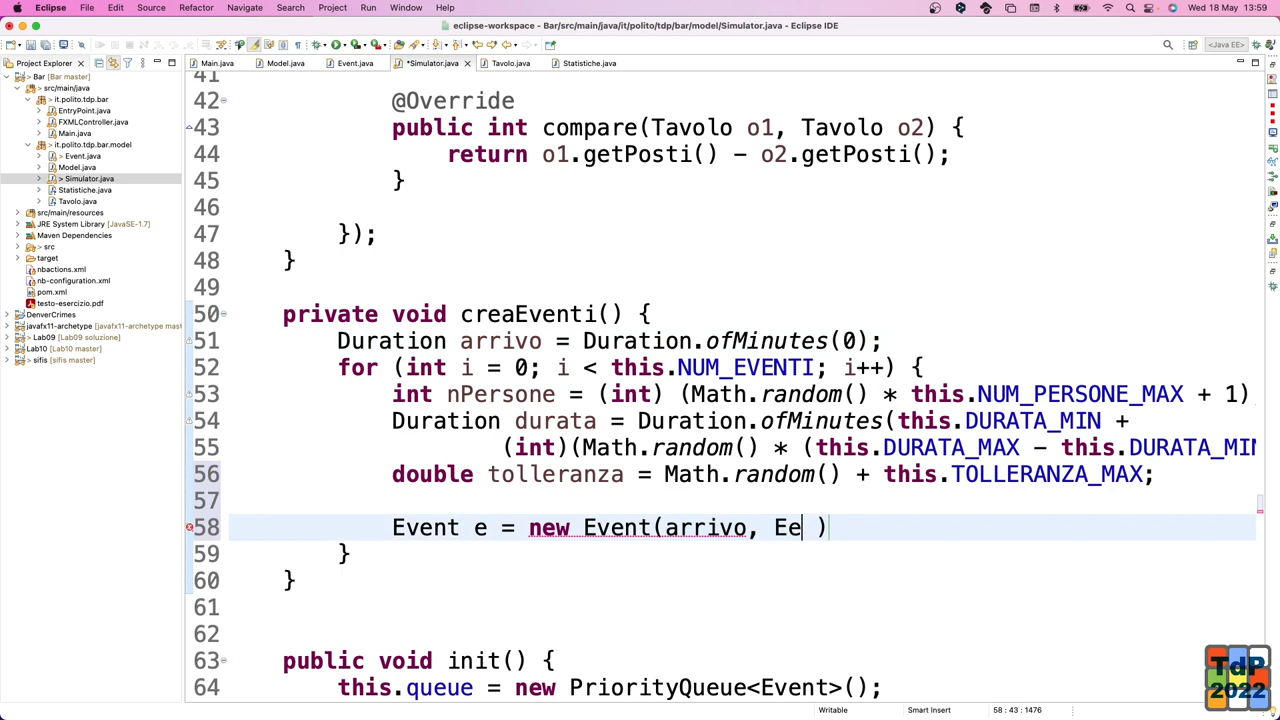 Eclipse File Edit Source Refactor Navigate Search Project Run Window Help
Wed 18 May 13:59
eclipse-workspace - Bar/src/main/java/it/polito/tdp/bar/model/Simulator.java - Eclipse IDE
<Java EE>
Project Explorer
Main.java Model.java Event.java *Simulator.java Tavolo.java Statistiche.java
Bar [Bar master]
src/main/java
it.polito.tdp.bar
EntryPoint.java
FXMLController.java
Main.java
it.polito.tdp.bar.model
> Event.java
Model.java
> Simulator.java
Statistiche.java
Tavolo.java
src/main/resources
JRE System Library [JavaSE-1.7]
Maven Dependencies
src
target
nbactions.xml
nb-configuration.xml
pom.xml
testo-esercizio.pdf
DenverCrimes
javafx11-archetype [javafx11-archetype mast
> Lab09 [Lab09 soluzione]
Lab10 [Lab10 master]
> sifis [sifis master]
41
42 @Override
43 public int compare(Tavolo o1, Tavolo o2) {
44 return o1.getPosti() - o2.getPosti();
45 }
46
47 });
48 }
49
50 private void creaEventi() {
51 Duration arrivo = Duration.ofMinutes(0);
52 for (int i = 0; i < this.NUM_EVENTI; i++) {
53 int nPersone = (int) (Math.random() * this.NUM_PERSONE_MAX + 1)
54 Duration durata = Duration.ofMinutes(this.DURATA_MIN +
55 (int)(Math.random() * (this.DURATA_MAX - this.DURATA_MIN
56 double tolleranza = Math.random() + this.TOLLERANZA_MAX;
57
58 Event e = new Event(arrivo, Ee )
59 }
60 }
61
62
63 public void init() {
64 this.queue = new PriorityQueue<Event>();
Writable Smart Insert 58 : 43 : 1476
TdP
2022